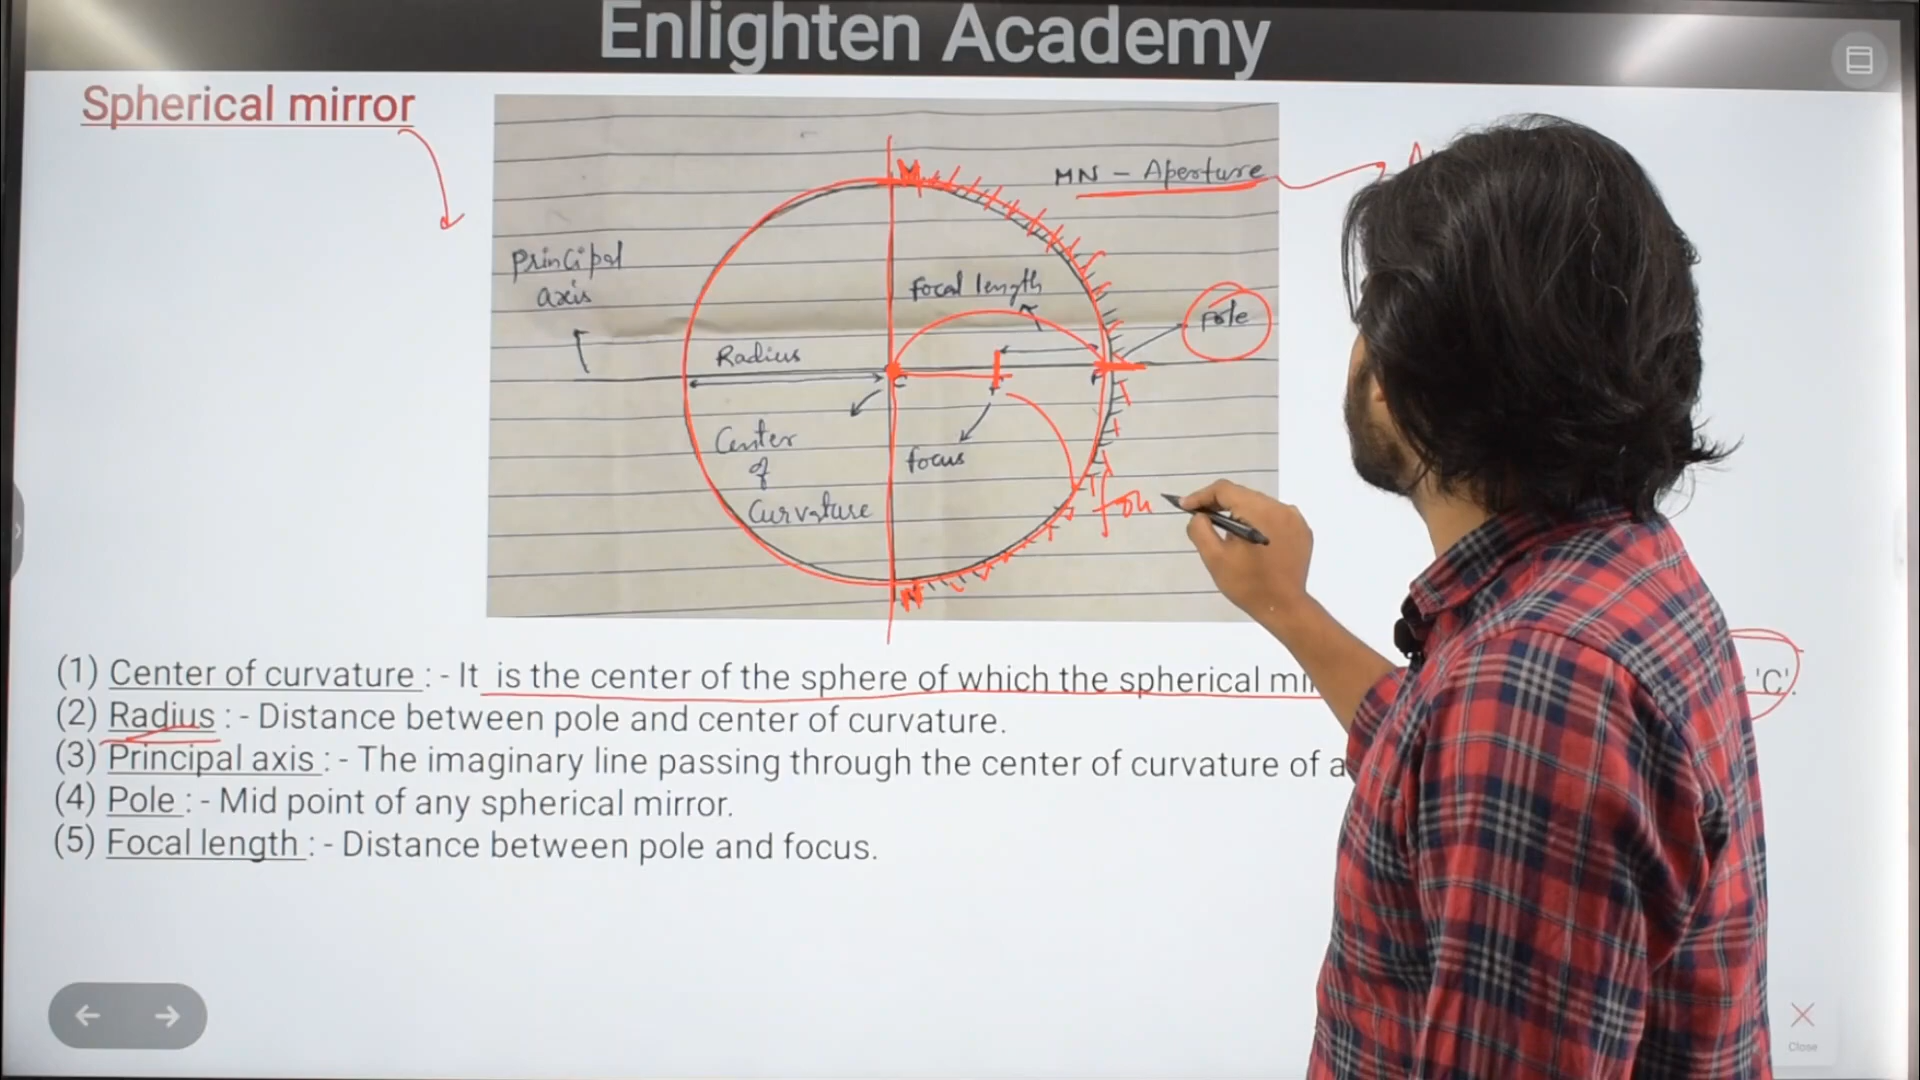 Enlighten Academy
Spherical mirror
M
MN - Aperture
Principal
axis
Focal length
Pole
Radius
C
P
Center
of
Curvature
focus
N
(1) Center of curvature : - It is the center of the sphere of which the spherical 'C'.
(2) Radius : - Distance between pole and center of curvature.
(3) Principal axis : - The imaginary line passing through the center of curvature of a
(4) Pole : - Mid point of any spherical mirror.
(5) Focal length : - Distance between pole and focus.
Close